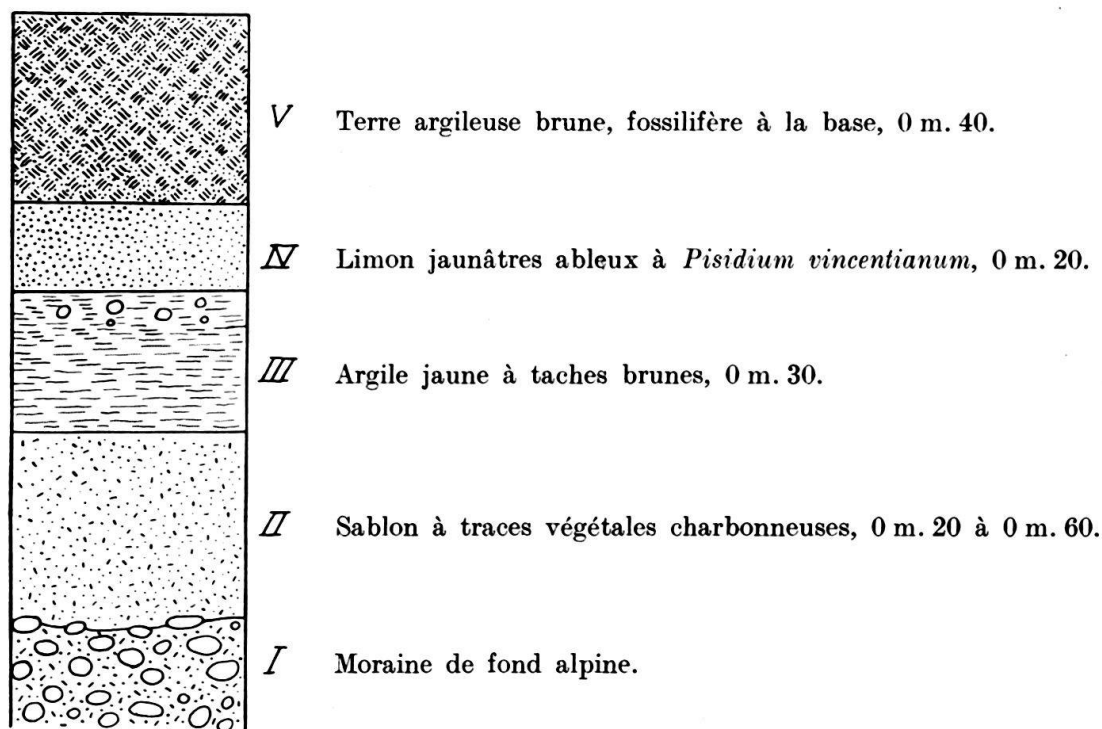 V Terre argileuse brune, fossilifère à la base, 0 m. 40.
IV Limon jaunâtres ableux à Pisidium vincentianum, 0 m. 20.
III Argile jaune à taches brunes, 0 m. 30.
II Sablon à traces végétales charbonneuses, 0 m. 20 à 0 m. 60.
I Moraine de fond alpine.